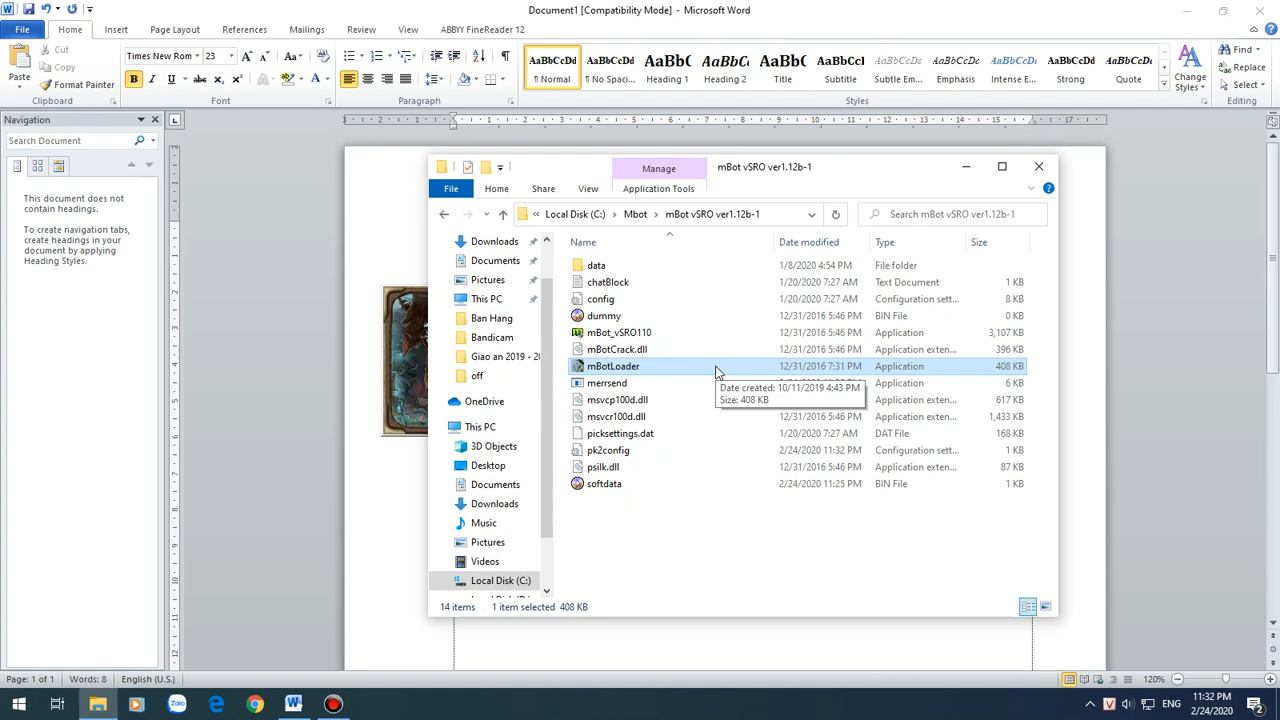 Document1 [Compatibility Mode] - Microsoft Word
File Home Insert Page Layout References Mailings Review View ABBYY FineReader 12
Paste
Cut
Copy
Format Painter
Clipboard
Times New Rom 23
Font
Paragraph
AaBbCcDd AaBbCcDd AaBbC AaBbCc AaBbC AaBbCcI AaBbCcDd AaBbCcD AaBbCcD AaBbCcDd AaBbCcD
¶ Normal ¶ No Spaci... Heading 1 Heading 2 Title Subtitle Subtle Em... Emphasis Intense E... Strong Quote
Styles
Change Styles
Find
Replace
Select
Editing
Navigation
Search Document
This document does not
contain headings.
To create navigation tabs,
create headings in your
document by applying
Heading Styles.
Manage mBot vSRO ver1.12b-1
File Home Share View Application Tools
« Local Disk (C:) Mbot mBot vSRO ver1.12b-1
Search mBot vSRO ver1.12b-1
Downloads
Documents
Pictures
This PC
Ban Hang
Bandicam
Giao an 2019 - 20
off
OneDrive
This PC
3D Objects
Desktop
Documents
Downloads
Music
Pictures
Videos
Local Disk (C:)
Name Date modified Type Size
data 1/8/2020 4:54 PM File folder
chatBlock 1/20/2020 7:27 AM Text Document 1 KB
config 1/20/2020 7:27 AM Configuration sett... 8 KB
dummy 12/31/2016 5:46 PM BIN File 0 KB
mBot_vSRO110 12/31/2016 5:46 PM Application 3,107 KB
mBotCrack.dll 12/31/2016 5:46 PM Application exten... 396 KB
mBotLoader 12/31/2016 7:31 PM Application 408 KB
merrsend Application 6 KB
msvcp100d.dll Application exten... 617 KB
msvcr100d.dll 12/31/2016 5:46 PM Application exten... 1,433 KB
picksettings.dat 1/20/2020 7:27 AM DAT File 168 KB
pk2config 2/24/2020 11:32 PM Configuration sett... 1 KB
psilk.dll 12/31/2016 5:46 PM Application exten... 87 KB
softdata 2/24/2020 11:25 PM BIN File 1 KB
Date created: 10/11/2019 4:43 PM
Size: 408 KB
14 items 1 item selected 408 KB
Page: 1 of 1 Words: 8 English (U.S.) 120%
Zalo
ENG
11:32 PM
2/24/2020
2